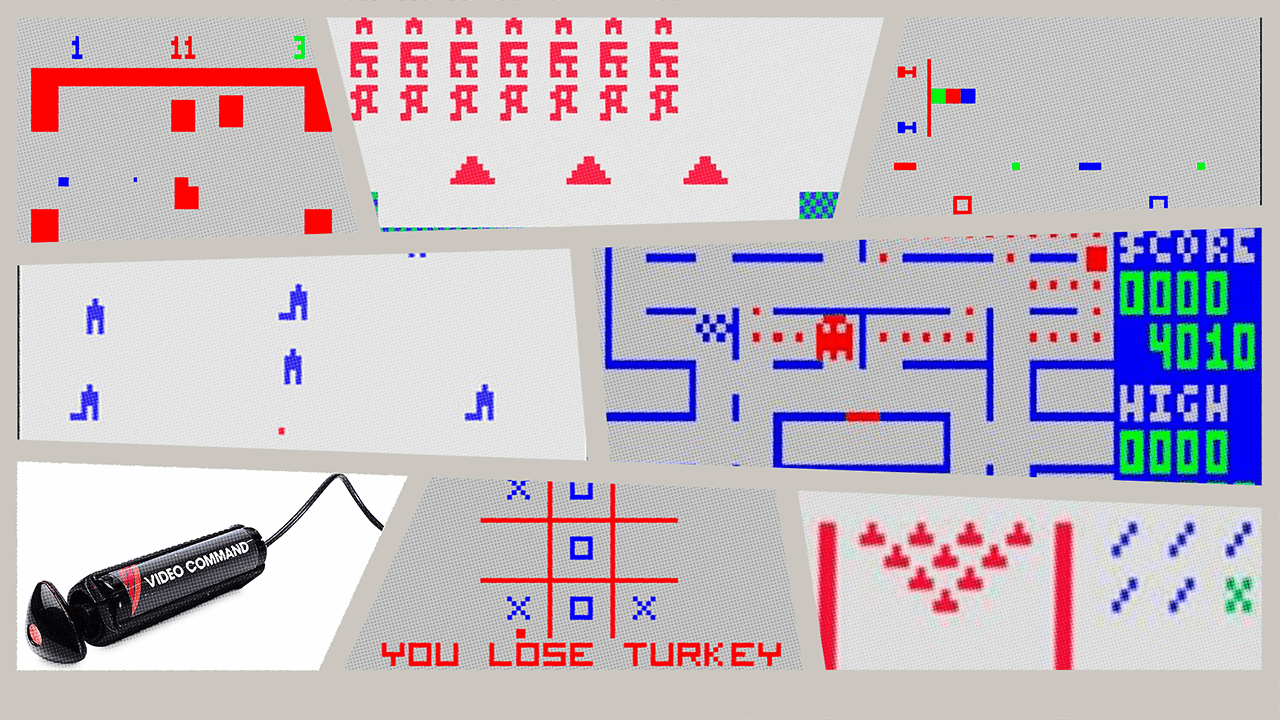 1 11 3
SCORE
0000
4010
HIGH
0000
VIDEO COMMAND
X O
O
X O X
YOU LOSE TURKEY